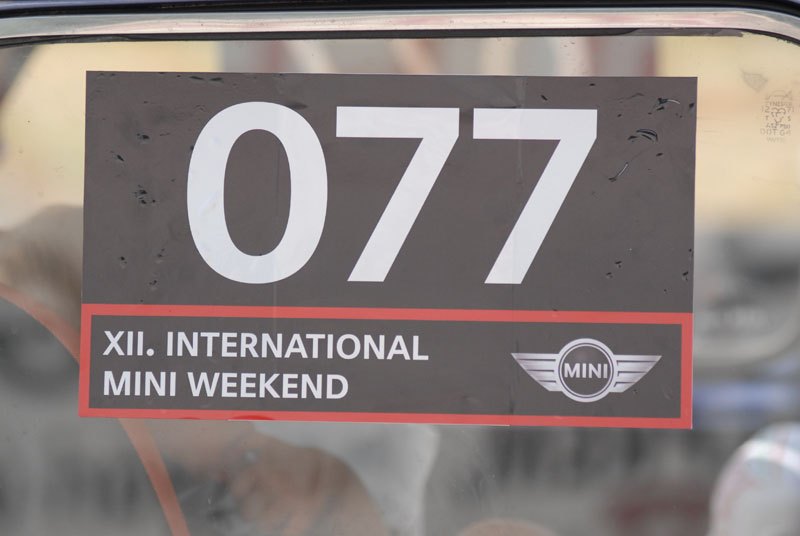 077
XII. INTERNATIONAL
MINI WEEKEND
MINI